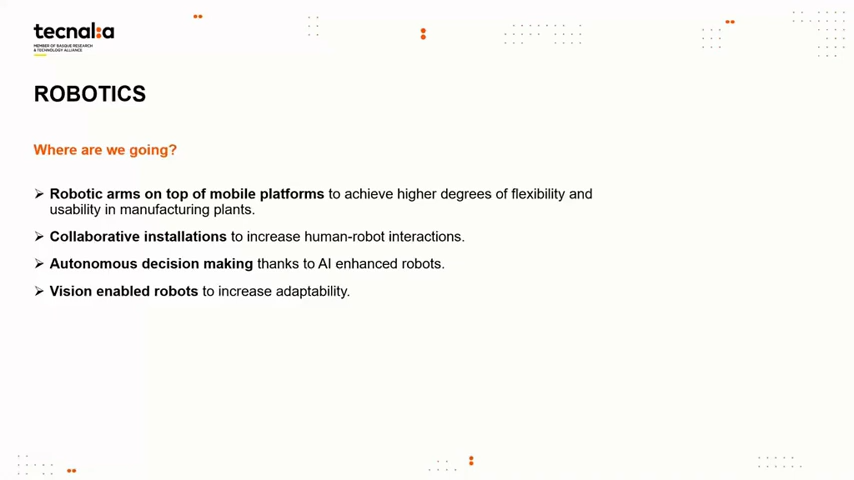 tecnalia
MEMBER OF BASQUE RESEARCH
& TECHNOLOGY ALLIANCE
ROBOTICS
Where are we going?
➢ Robotic arms on top of mobile platforms to achieve higher degrees of flexibility and
usability in manufacturing plants.
➢ Collaborative installations to increase human-robot interactions.
➢ Autonomous decision making thanks to AI enhanced robots.
➢ Vision enabled robots to increase adaptability.